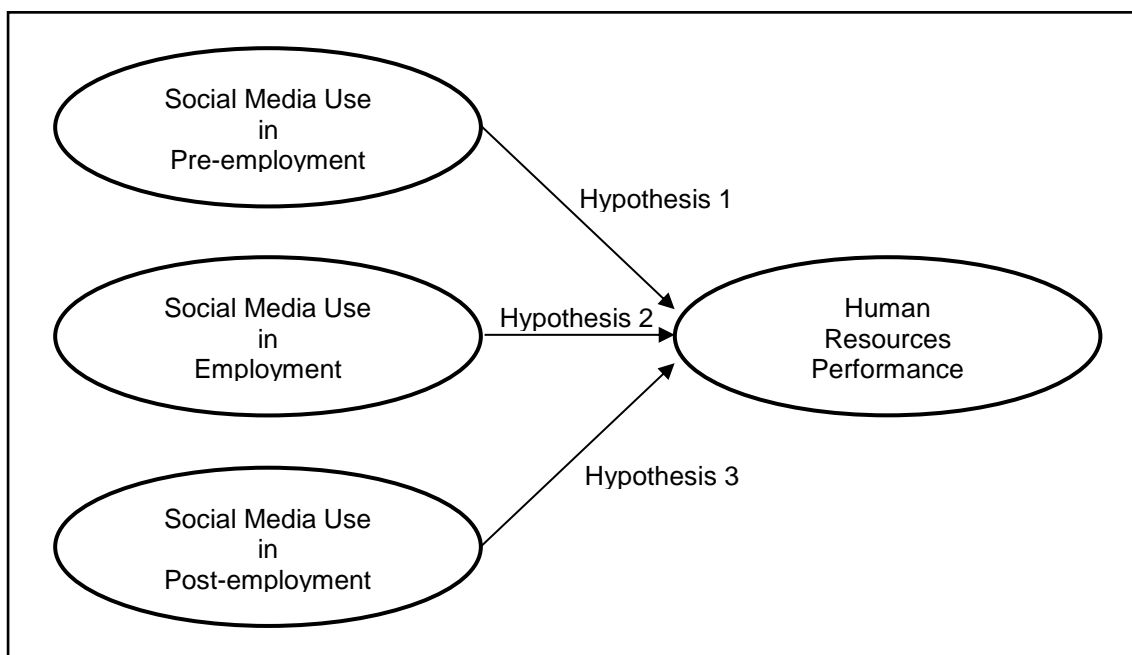 Social Media Use
in
Pre-employment
Hypothesis 1
Social Media Use
in
Employment
Hypothesis 2
Human
Resources
Performance
Social Media Use
in
Post-employment
Hypothesis 3